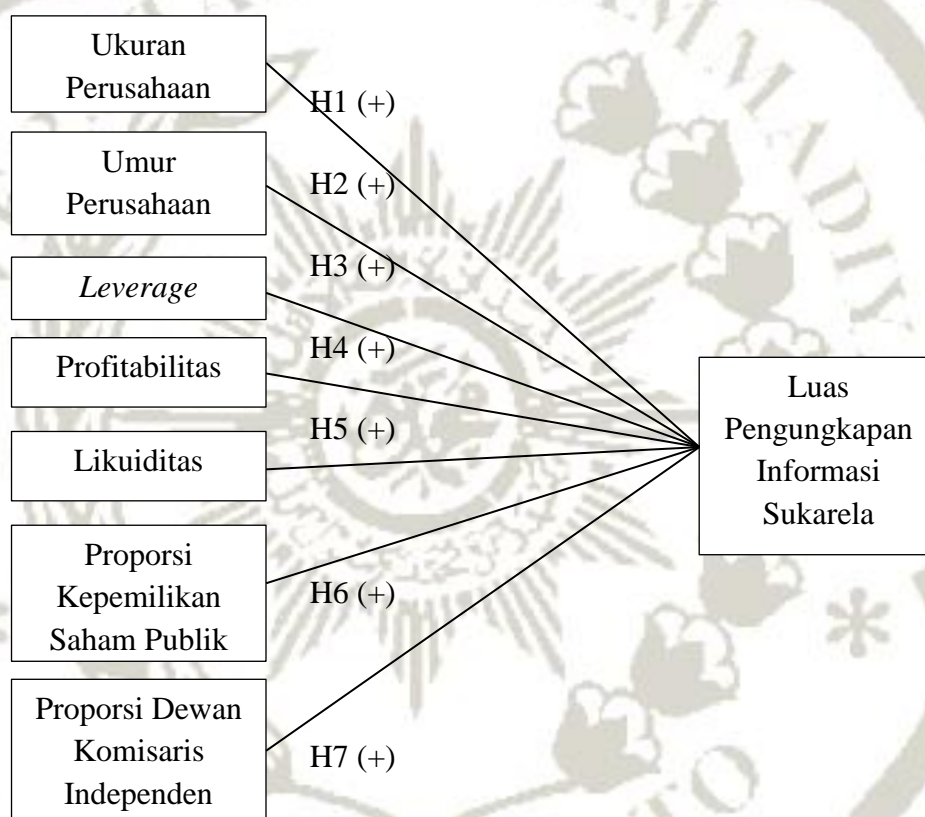 Ukuran
Perusahaan
H1 (+)
Umur
Perusahaan
H2 (+)
Leverage
H3 (+)
Profitabilitas
H4 (+)
Likuiditas
H5 (+)
Proporsi
Kepemilikan
Saham Publik
H6 (+)
Proporsi Dewan
Komisaris
Independen
H7 (+)
Luas
Pengungkapan
Informasi
Sukarela